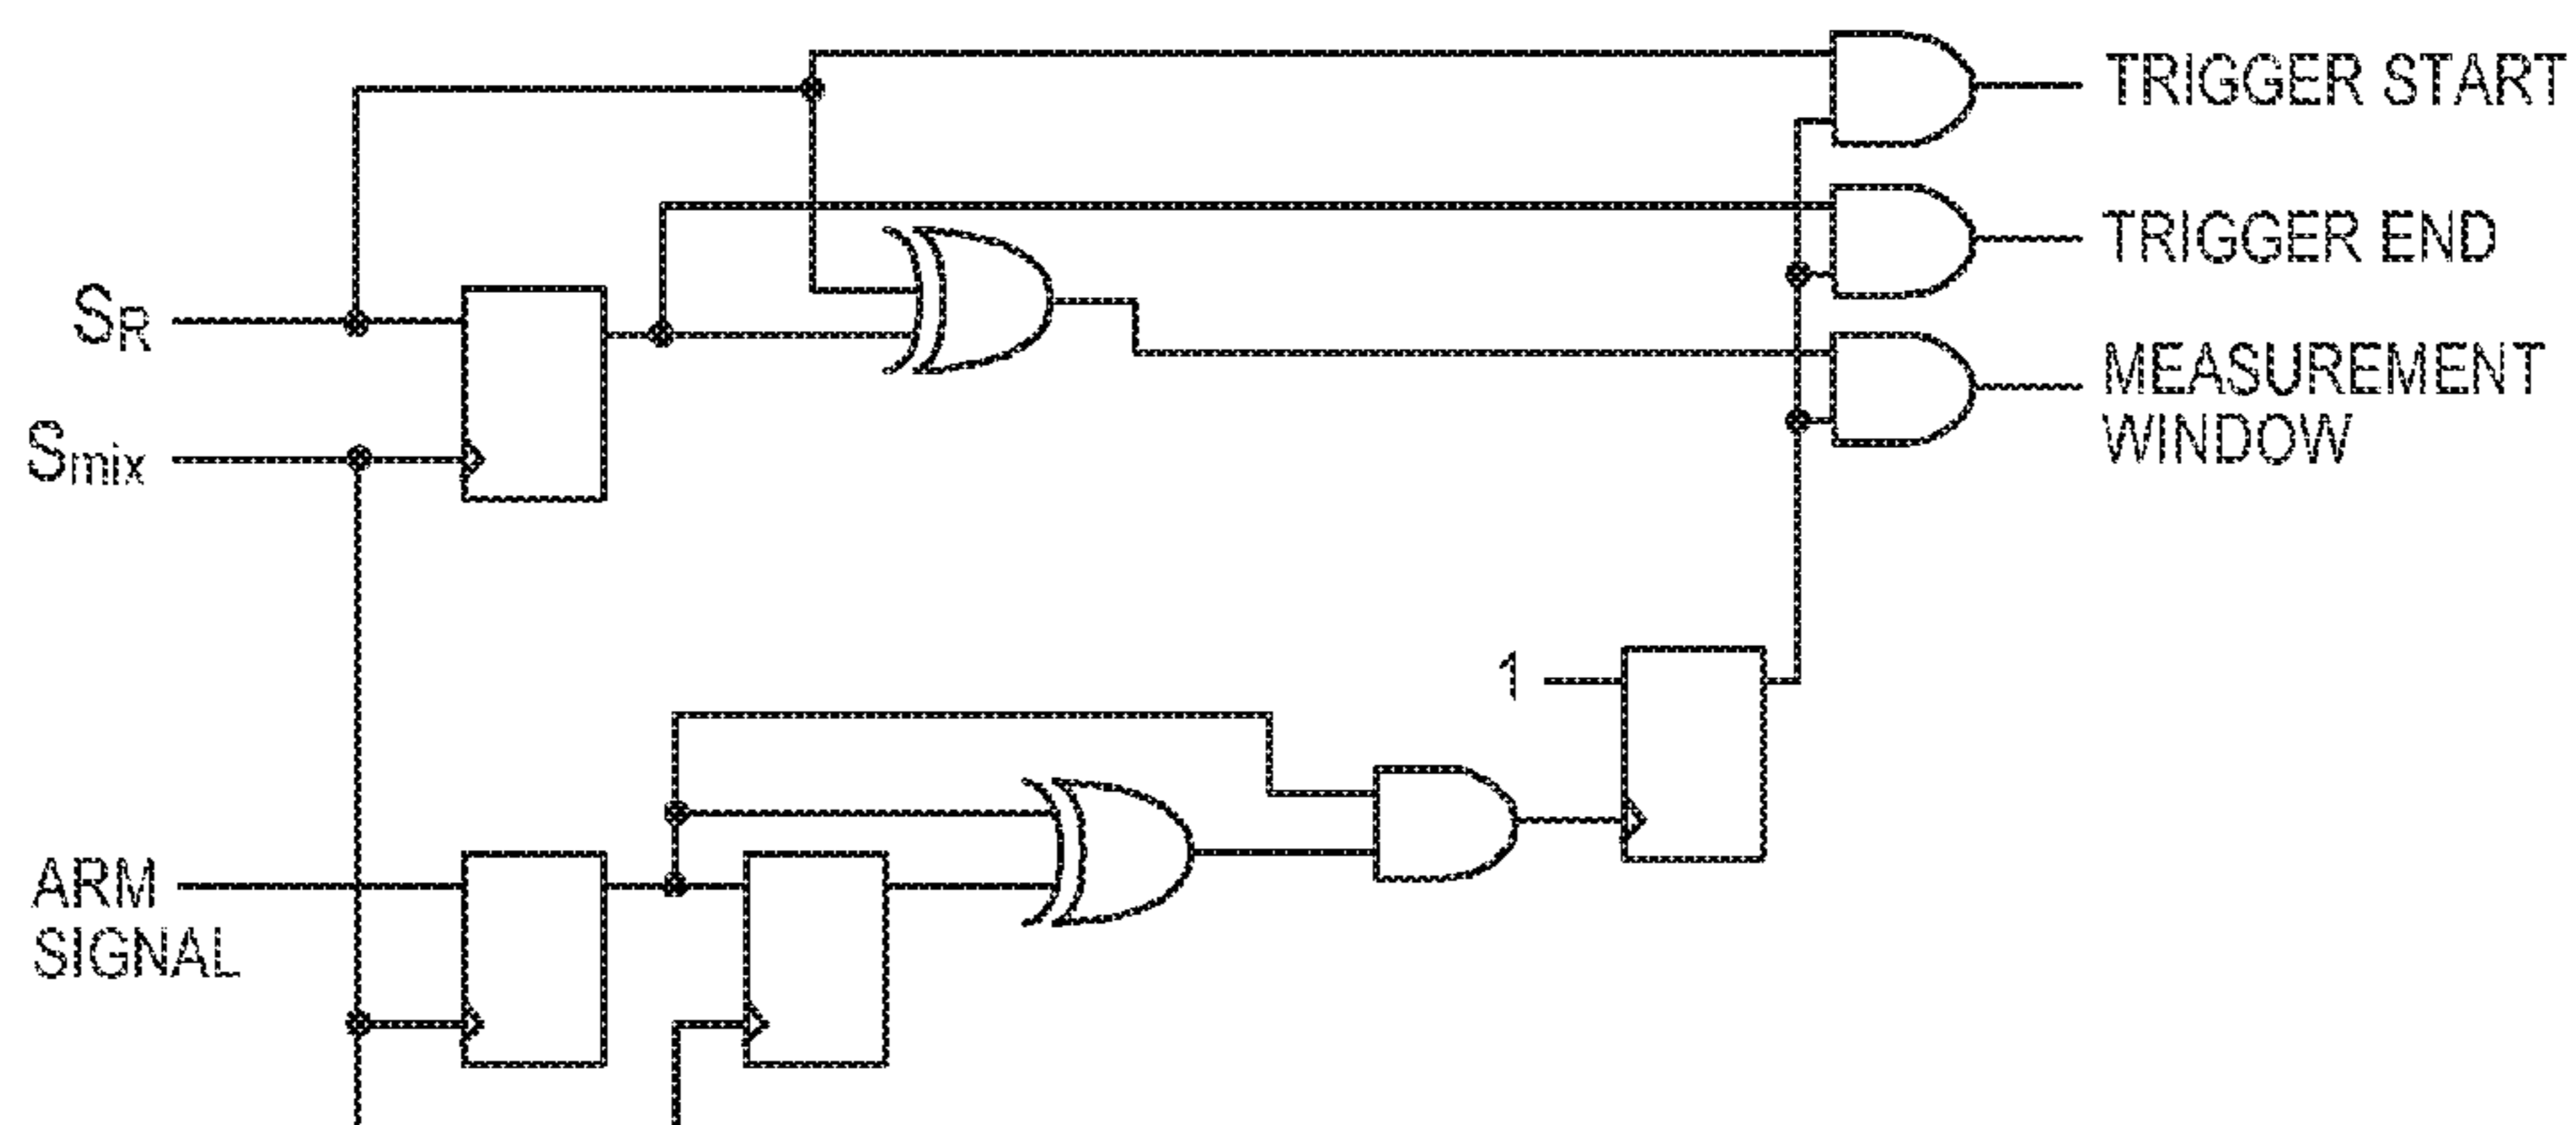 TRIGGER START
TRIGGER END
SR
MEASUREMENT
WINDOW
Smix
1
ARM
SIGNAL